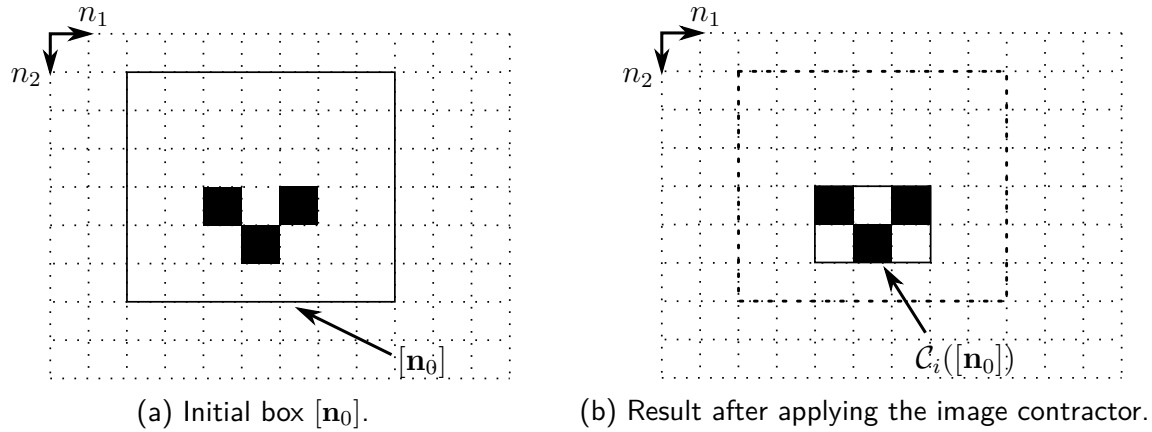 n₁
n₂
[n₀]
(a) Initial box [n₀].
n₁
n₂
𝒞ᵢ([n₀])
(b) Result after applying the image contractor.